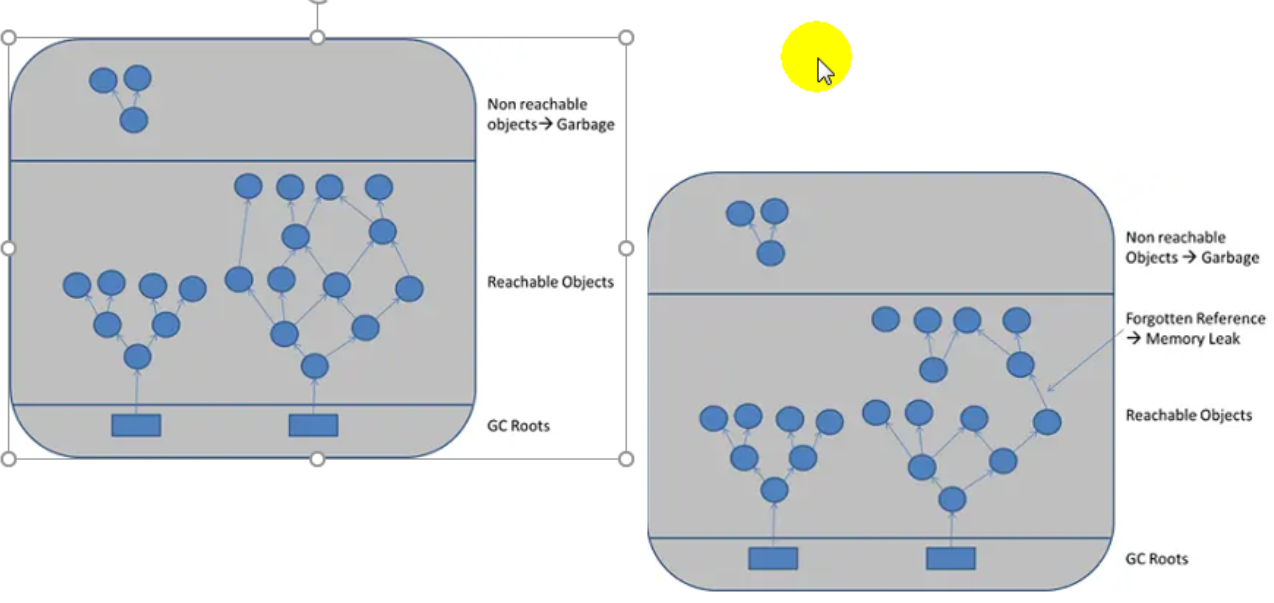 Non reachable
objects→ Garbage
Reachable Objects
GC Roots
Non reachable
Objects → Garbage
Forgotten Reference
→ Memory Leak
Reachable Objects
GC Roots